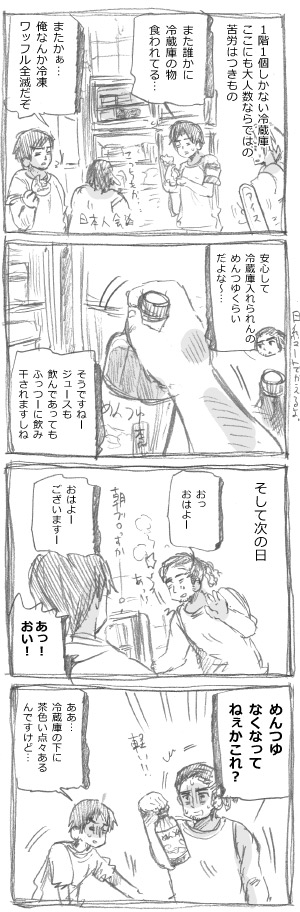 1階1個しかない冷蔵庫
ここにも大人数ならではの
苦労はつきもの
また誰かに
冷蔵庫の物
食われてる…
またかぁ…
俺なんか冷凍
ワッフル全滅だぞ
アイス
日本人会話
安心して
冷蔵庫入れられんの
めんつゆくらい
だよな～…
めんつゆ
そうですねー
ジュースも
飲んであっても
ふっつーに飲み
干されますしね
そして次の日
おっ
おはよー
おはよー
ございますー
あっ！
おい！
めんつゆ
なくなって
ねぇかこれ？
軽い!!
ああ…
冷蔵庫の下に
茶色い点々ある
んですけど…